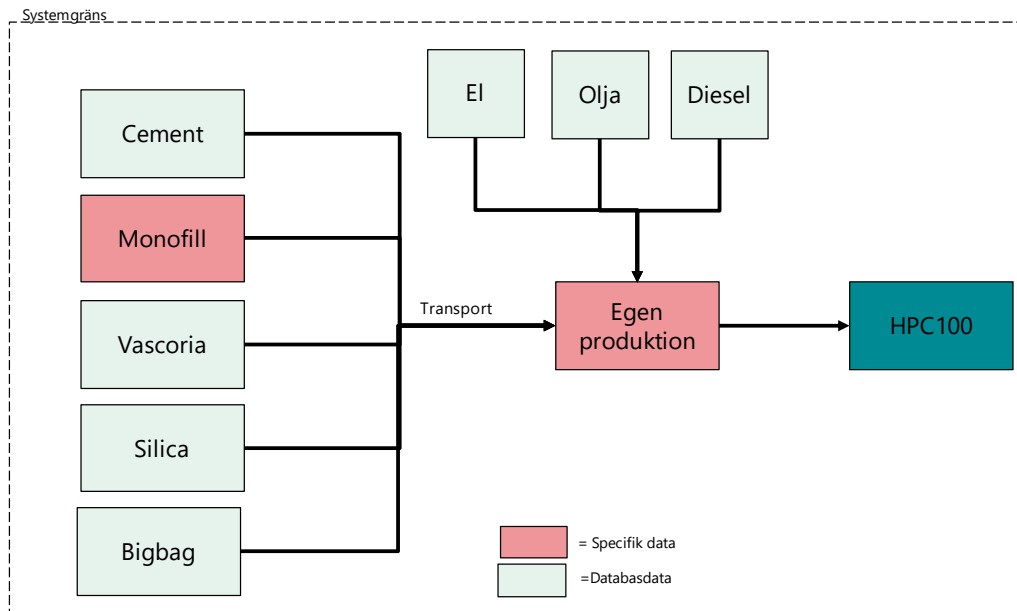 Systemgräns
El
Olja
Diesel
Cement
Monofill
Vascoria
Silica
Bigbag
Transport
Egen
produktion
HPC100
= Specifik data
=Databasdata